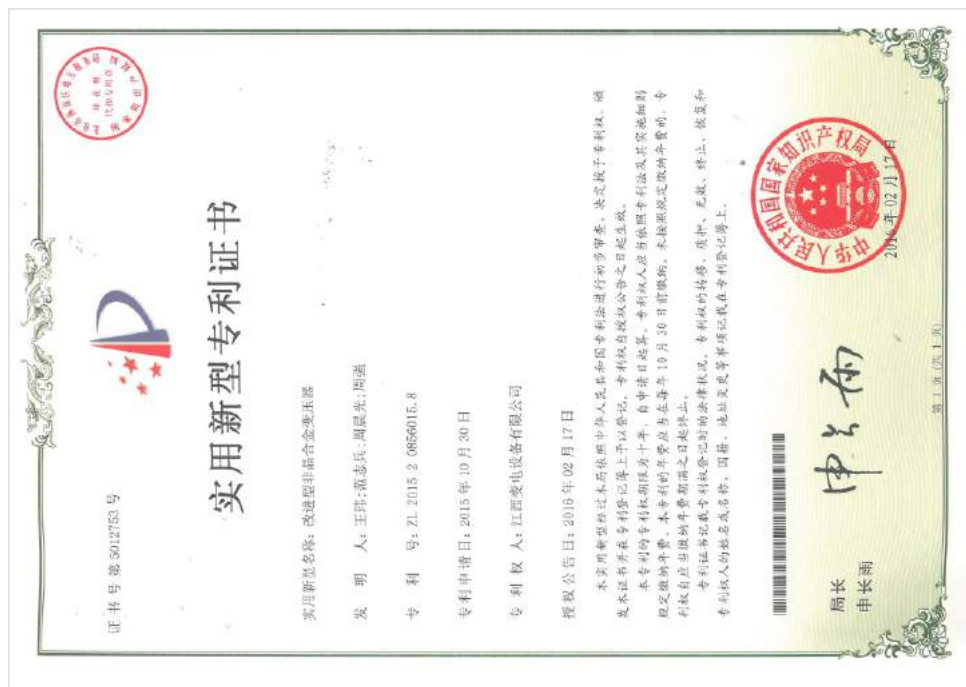 证书号第5012753号
实用新型专利证书
实用新型名称：改进型非晶合金变压器
发明人：王玮;范志兵;周晨光;周强
专利号：ZL 2015 2 0856015.8
专利申请日：2015年10月30日
专利权人：江西变电设备有限公司
授权公告日：2016年02月17日
本实用新型经过本局依照中华人民共和国专利法进行初步审查，决定授予专利权，颁
发本证书并在专利登记簿上予以登记。专利权自授权公告之日起生效。
本专利的专利权期限为十年，自申请日起算。专利权人应当依照专利法及其实施细则
规定缴纳年费。本专利的年费应当在每年10月30日前缴纳。未按照规定缴纳年费的，专
利权自应当缴纳年费期满之日起终止。
专利证书记载专利权登记时的法律状况。专利权的转移、质押、无效、终止、恢复和
专利权人的姓名或名称、国籍、地址变更等事项记载在专利登记簿上。
局长
申长雨
申长雨
中华人民共和国国家知识产权局
2016年02月17日
第1页(共1页)